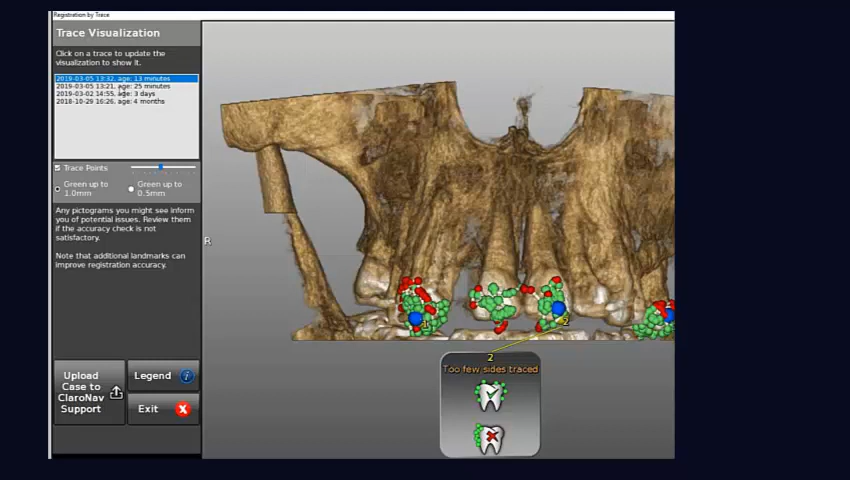 Registration by Trace
Trace Visualization
Click on a trace to update the
visualization to show it.
2019-03-05 13:32, age: 13 minutes
2019-03-05 13:21, age: 25 minutes
2019-03-02 14:55, age: 3 days
2018-10-29 16:26, age: 4 months
Trace Points
Green up to
1.0mm
Green up to
0.5mm
Any pictograms you might see inform
you of potential issues. Review them
if the accuracy check is not
satisfactory.
Note that additional landmarks can
improve registration accuracy.
Upload
Case to
ClaroNav
Support
Legend
Exit
R
1
2
2
Too few sides traced